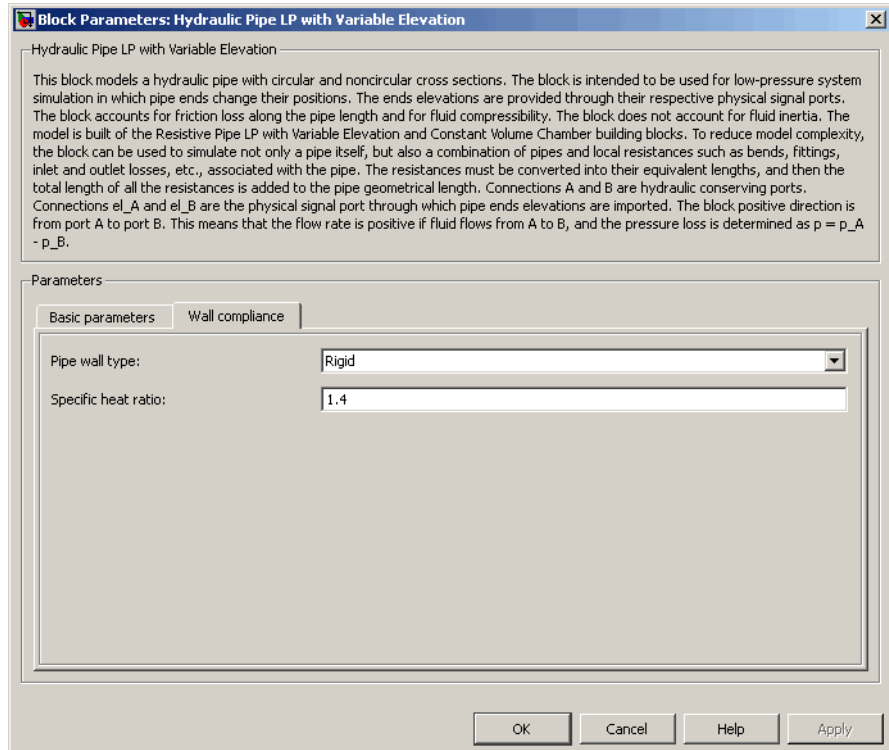 Block Parameters: Hydraulic Pipe LP with Variable Elevation
Hydraulic Pipe LP with Variable Elevation
This block models a hydraulic pipe with circular and noncircular cross sections. The block is intended to be used for low-pressure system
simulation in which pipe ends change their positions. The ends elevations are provided through their respective physical signal ports.
The block accounts for friction loss along the pipe length and for fluid compressibility. The block does not account for fluid inertia. The
model is built of the Resistive Pipe LP with Variable Elevation and Constant Volume Chamber building blocks. To reduce model complexity,
the block can be used to simulate not only a pipe itself, but also a combination of pipes and local resistances such as bends, fittings,
inlet and outlet losses, etc., associated with the pipe. The resistances must be converted into their equivalent lengths, and then the
total length of all the resistances is added to the pipe geometrical length. Connections A and B are hydraulic conserving ports.
Connections el_A and el_B are the physical signal port through which pipe ends elevations are imported. The block positive direction is
from port A to port B. This means that the flow rate is positive if fluid flows from A to B, and the pressure loss is determined as p = p_A
- p_B.
Parameters
Basic parameters Wall compliance
Pipe wall type: Rigid
Specific heat ratio: 1.4
OK Cancel Help Apply